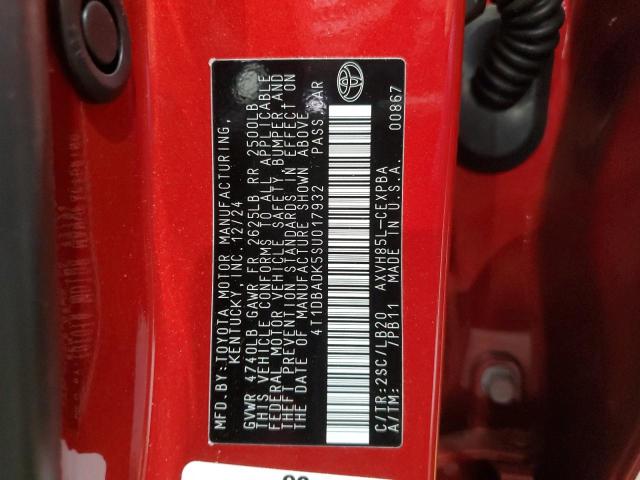 MFD.BY:TOYOTA MOTOR MANUFACTURING,
KENTUCKY, INC. 12/24
GVWR 4740LB GAWR FR 2625LB RR 2500LB
THIS VEHICLE CONFORMS TO ALL APPLICABLE
FEDERAL MOTOR VEHICLE SAFETY, BUMPER AND
THEFT PREVENTION STANDARDS IN EFFECT ON
THE DATE OF MANUFACTURE SHOWN ABOVE.
4T1DBADK5SU017932 PASS.CAR
C/TR:2SC/LB20 AXVH85L-CEXPBA
A/TM: /PB11 MADE IN U.S.A. 00867